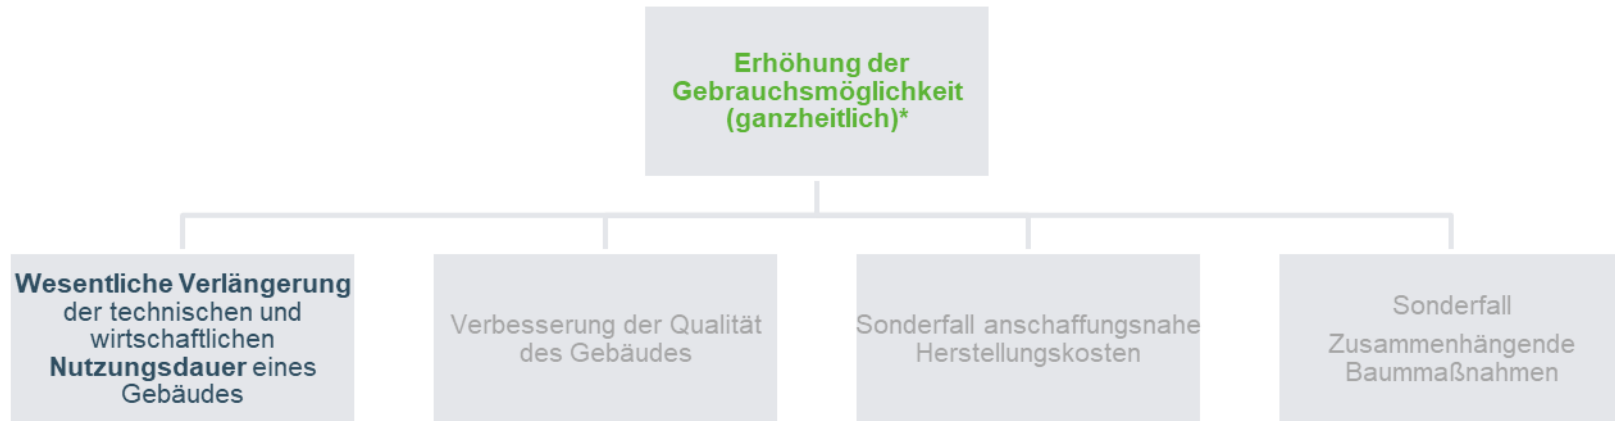 Erhöhung der
Gebrauchsmöglichkeit
(ganzheitlich)*
Wesentliche Verlängerung
der technischen und
wirtschaftlichen
Nutzungsdauer eines
Gebäudes
Verbesserung der Qualität
des Gebäudes
Sonderfall anschaffungsnahe
Herstellungskosten
Sonderfall
Zusammenhängende
Baummaßnahmen